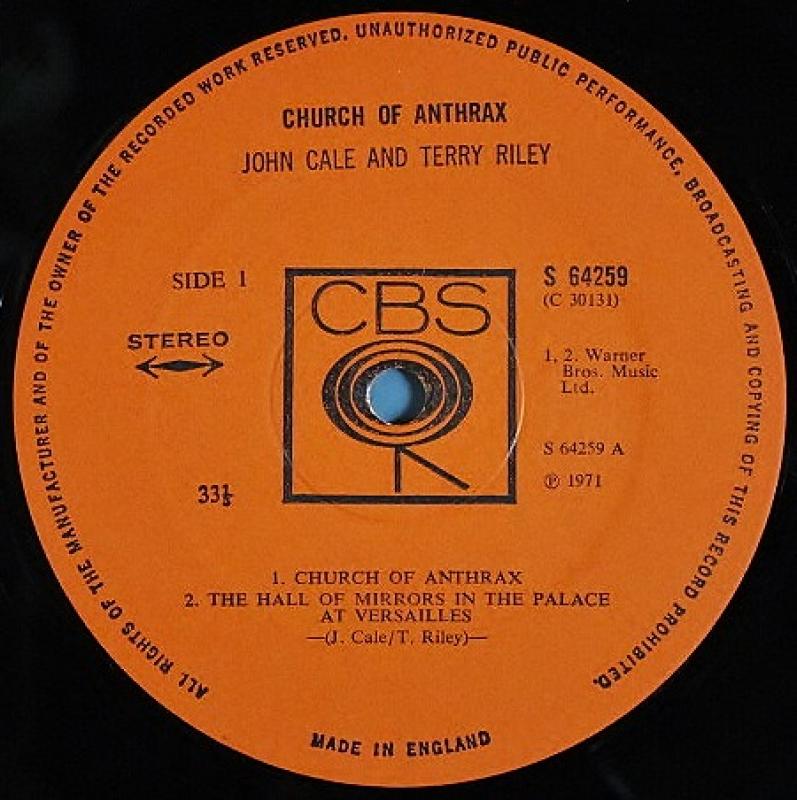 ALL RIGHTS OF THE MANUFACTURER AND OF THE OWNER OF THE RECORDED WORK RESERVED. UNAUTHORIZED PUBLIC PERFORMANCE, BROADCASTING AND COPYING OF THIS RECORD PROHIBITED.
CHURCH OF ANTHRAX
JOHN CALE AND TERRY RILEY
SIDE 1
STEREO
33⅓
CBS
S 64259
(C 30131)
1, 2. Warner
Bros. Music
Ltd.
S 64259 A
℗ 1971
1. CHURCH OF ANTHRAX
2. THE HALL OF MIRRORS IN THE PALACE
AT VERSAILLES
—(J. Cale/T. Riley)—
MADE IN ENGLAND